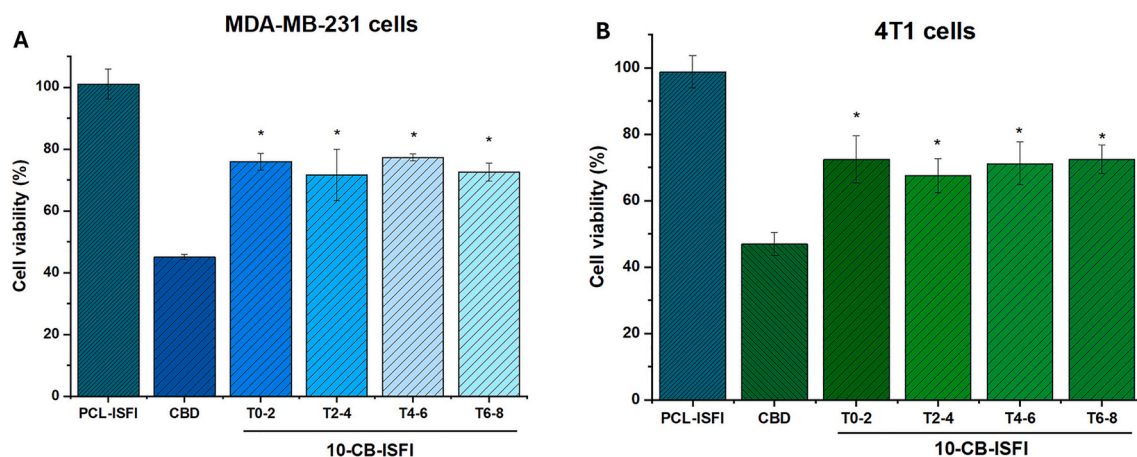 A
MDA-MB-231 cells
Cell viability (%)
100
80
60
40
20
0
*
*
*
*
PCL-ISFI CBD T0-2 T2-4 T4-6 T6-8
10-CB-ISFI
B
4T1 cells
Cell viability (%)
100
80
60
40
20
0
*
*
*
*
PCL-ISFI CBD T0-2 T2-4 T4-6 T6-8
10-CB-ISFI